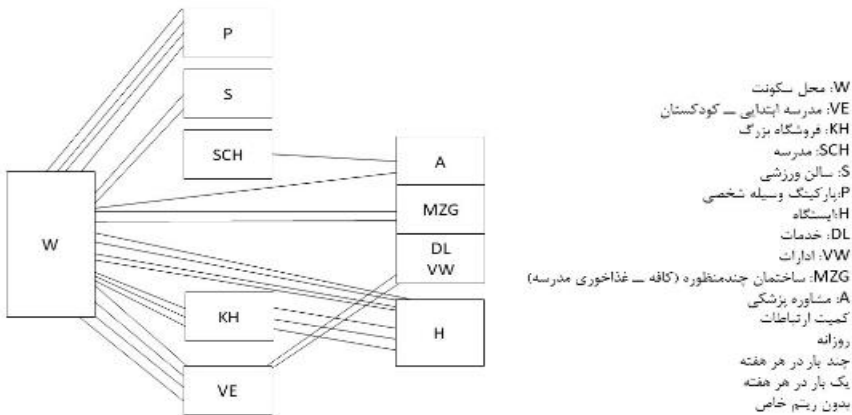 P
S
SCH
A
W
MZG
DL
VW
KH
H
VE
W: محل سکونت
VE: مدرسه ابتدایی ــ کودکستان
KH: فروشگاه بزرگ
SCH: مدرسه
S: سالن ورزشی
P:پارکینگ وسیله شخصی
H:ایستگاه
DL: خدمات
VW: ادارات
MZG: ساختمان چندمنظوره (کافه ــ غذاخوری مدرسه)
A: مشاوره پزشکی
کمیت ارتباطات
روزانه
چند بار در هر هفته
یک بار در هر هفته
بدون ریتم خاص